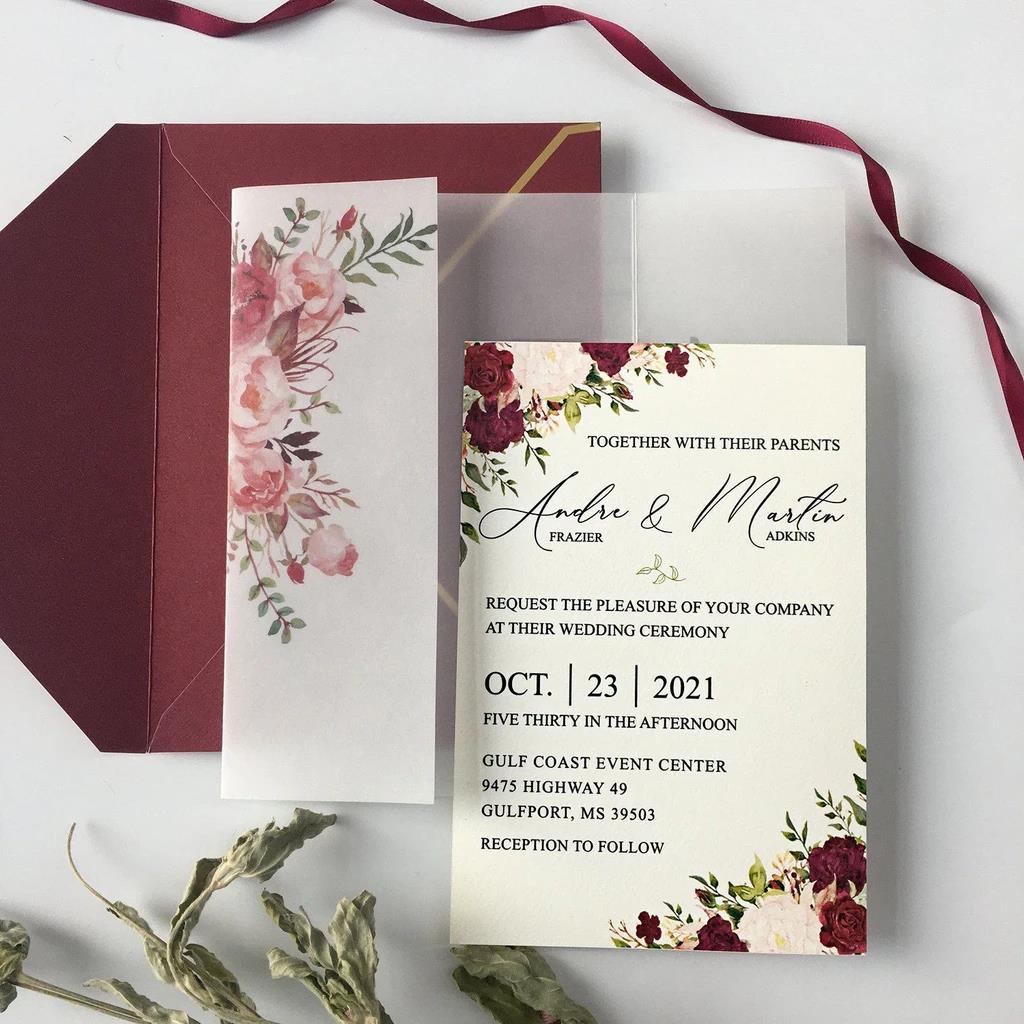 TOGETHER WITH THEIR PARENTS
Andre & Martin
FRAZIER ADKINS
REQUEST THE PLEASURE OF YOUR COMPANY
AT THEIR WEDDING CEREMONY
OCT. | 23 | 2021
FIVE THIRTY IN THE AFTERNOON
GULF COAST EVENT CENTER
9475 HIGHWAY 49
GULFPORT, MS 39503
RECEPTION TO FOLLOW